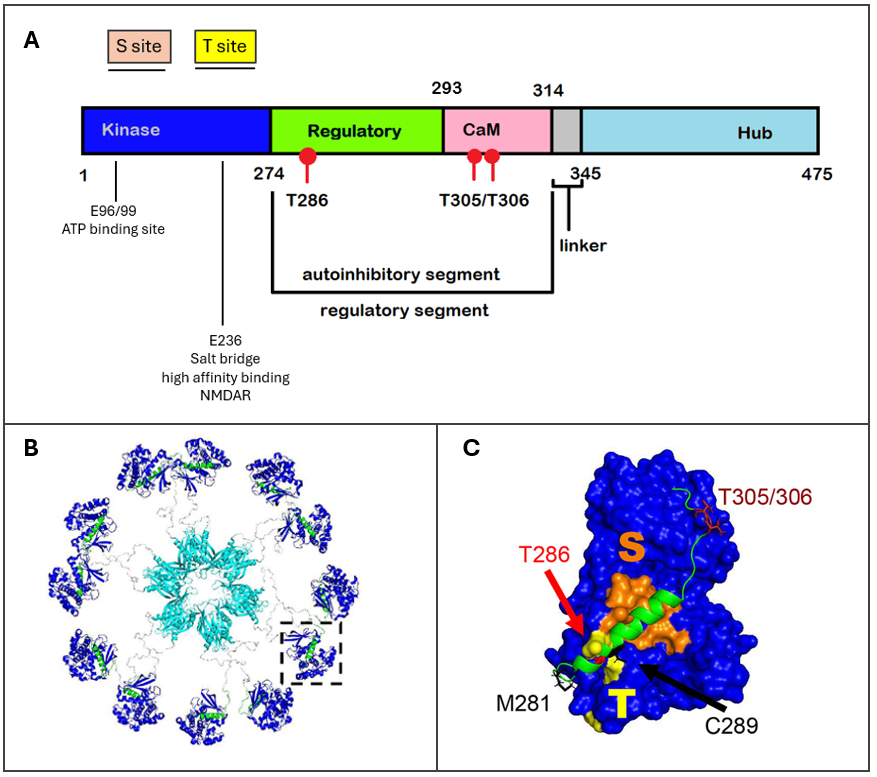 A
S site
T site
293
314
Kinase
Regulatory
CaM
Hub
1
274
345
475
T286
T305/T306
E96/99
ATP binding site
linker
autoinhibitory segment
regulatory segment
E236
Salt bridge
high affinity binding
NMDAR
B
C
T305/306
S
T286
M281
T
C289